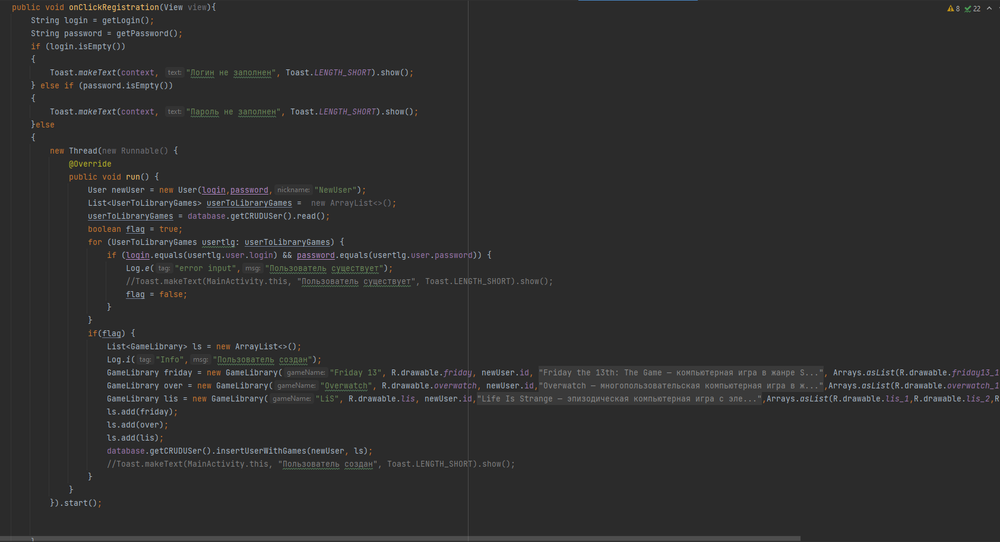 public void onClickRegistration(View view){
8 22
String login = getLogin();
String password = getPassword();
if (login.isEmpty())
{
Toast.makeText(context, text: "Логин не заполнен", Toast.LENGTH_SHORT).show();
} else if (password.isEmpty())
{
Toast.makeText(context, text: "Пароль не заполнен", Toast.LENGTH_SHORT).show();
}else
{
new Thread(new Runnable() {
@Override
public void run() {
User newUser = new User(login,password, nickname: "NewUser");
List<UserToLibraryGames> userToLibraryGames = new ArrayList<>();
userToLibraryGames = database.getCRUDUSer().read();
boolean flag = true;
for (UserToLibraryGames usertlg: userToLibraryGames) {
if (login.equals(usertlg.user.login) && password.equals(usertlg.user.password)) {
Log.e( tag: "error input", msg: "Пользователь существует");
//Toast.makeText(MainActivity.this, "Пользователь существует", Toast.LENGTH_SHORT).show();
flag = false;
}
}
if(flag) {
List<GameLibrary> ls = new ArrayList<>();
Log.i( tag: "Info", msg: "Пользователь создан");
GameLibrary friday = new GameLibrary( gameName: "Friday 13", R.drawable.friday, newUser.id, "Friday the 13th: The Game — компьютерная игра в жанре S...", Arrays.asList(R.drawable.friday13_1
GameLibrary over = new GameLibrary( gameName: "Overwatch", R.drawable.overwatch, newUser.id,"Overwatch — многопользовательская компьютерная игра в ж...",Arrays.asList(R.drawable.overwatch_1
GameLibrary lis = new GameLibrary( gameName: "LiS", R.drawable.lis, newUser.id,"Life Is Strange — эпизодическая компьютерная игра с эле...",Arrays.asList(R.drawable.lis_1,R.drawable.lis_2,R
ls.add(friday);
ls.add(over);
ls.add(lis);
database.getCRUDUSer().insertUserWithGames(newUser, ls);
//Toast.makeText(MainActivity.this, "Пользователь создан", Toast.LENGTH_SHORT).show();
}
}
}).start();